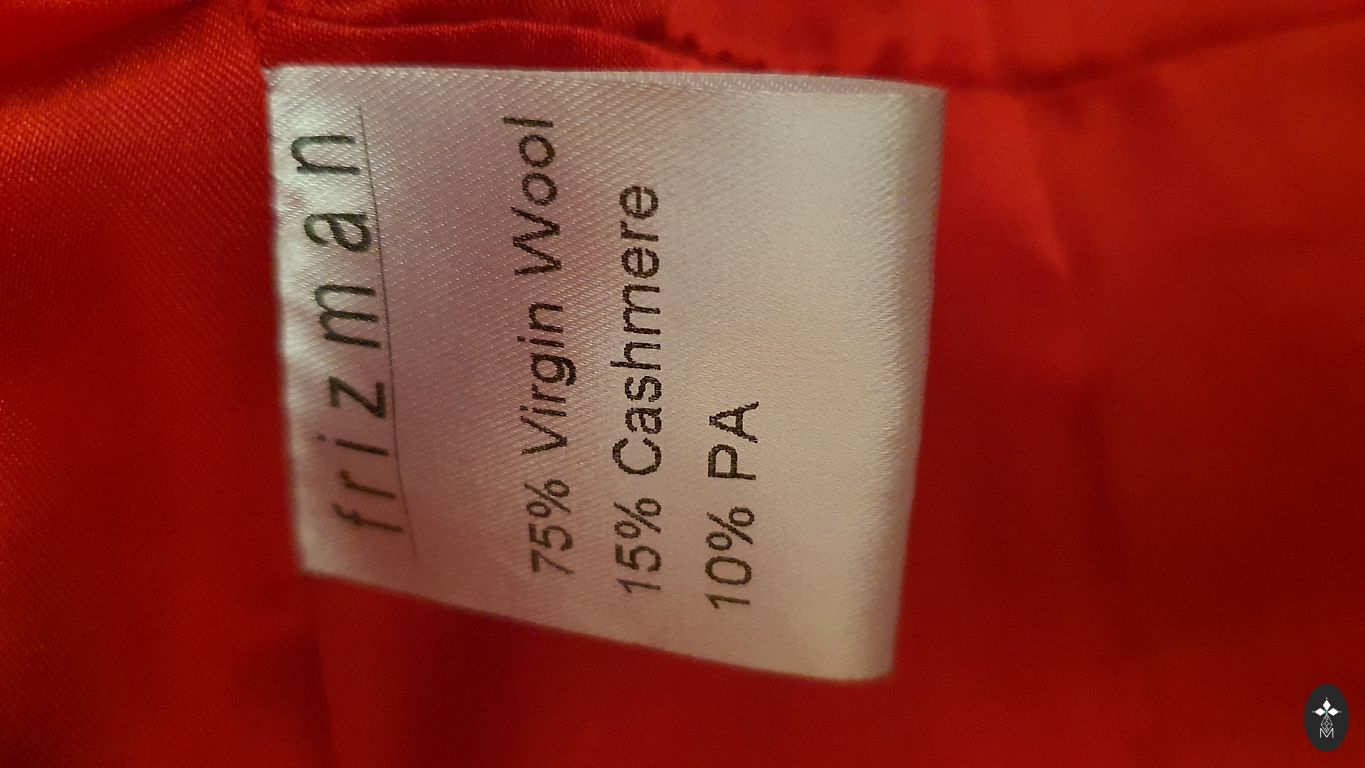 frizman
75% Virgin Wool
15% Cashmere
10% PA